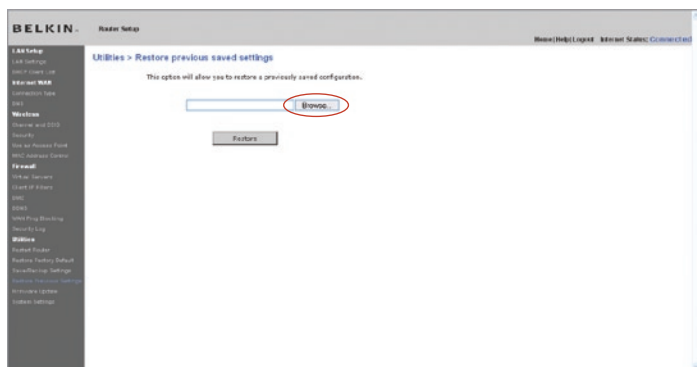 BELKIN.
Router Setup
Home|Help|Logout Internet Status: Connected
LAN Setup
LAN Settings
DHCP Client List
Internet WAN
Connection Type
DNS
Wireless
Channel and SSID
Security
Use as Access Point
MAC Address Control
Firewall
Virtual Servers
Client IP Filters
DMZ
DDNS
WAN Ping Blocking
Security Log
Utilities
Restart Router
Restore Factory Default
Save/Backup Settings
Restore Previous Settings
Firmware Update
System Settings
Utilities > Restore previous saved settings
This option will allow you to restore a previously saved configuration.
Browse..
Restore